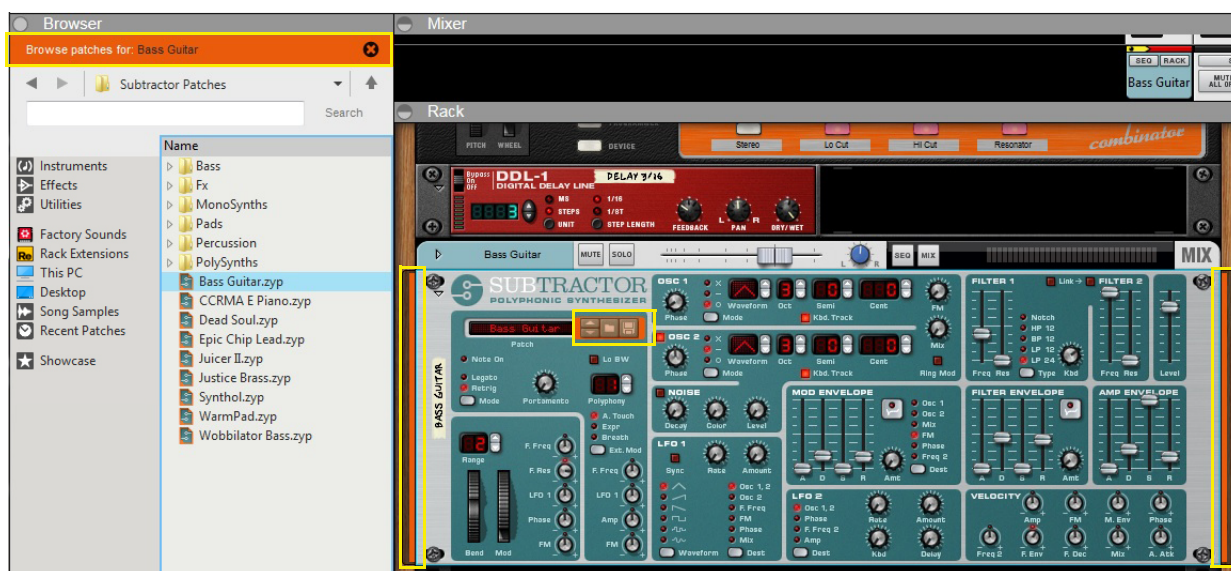 Browser
Browse patches for: Bass Guitar
Subtractor Patches
Search
Name
Instruments
Effects
Utilities
Factory Sounds
Rack Extensions
This PC
Desktop
Song Samples
Recent Patches
Showcase
Bass
Fx
MonoSynths
Pads
Percussion
PolySynths
Bass Guitar.zyp
CCRMA E Piano.zyp
Dead Soul.zyp
Epic Chip Lead.zyp
Juicer II.zyp
Justice Brass.zyp
Synthol.zyp
WarmPad.zyp
Wobbilator Bass.zyp
Mixer
SEQ RACK
Bass Guitar
Rack
PITCH WHEEL
DEVICE
Stereo Lo Cut Hi Cut Resonator
combinator
Bypass
On
Off
DDL-1
DIGITAL DELAY LINE
DELAY 3/16
MS
STEPS
UNIT
1/16
1/8T
STEP LENGTH
FEEDBACK
L PAN R
DRY/WET
Bass Guitar
MUTE SOLO
L R
SEQ MIX
MIX
BASS GUITAR
SUBTRACTOR
POLYPHONIC SYNTHESIZER
Bass Guitar
Patch
Note On
Legato
Retrig
Mode
Portamento
Lo BW
Polyphony
A. Touch
Expr
Breath
Ext. Mod
Range
Bend Mod
F. Freq
F. Res
LFO 1
Phase
FM
F. Freq
LFO 1
Amp
FM
OSC 1
Phase Mode
Waveform Oct Semi Cent
Kbd. Track
FM
OSC 2
Phase Mode
Waveform Oct Semi Cent
Kbd. Track
Mix
Ring Mod
NOISE
Decay Color Level
LFO 1
Sync Rate Amount
Osc 1, 2
Osc 2
F. Freq
FM
Phase
Mix
Waveform Dest
MOD ENVELOPE
Osc 1
Osc 2
Mix
FM
Phase
Freq 2
Dest
A D S R Amt
LFO 2
Osc 1, 2
Phase
F. Freq 2
Amp
Dest
Rate Amount
Kbd Delay
FILTER 1
Link
FILTER 2
Notch
HP 12
BP 12
LP 12
LP 24
Freq Res Type Kbd
Freq Res
Level
FILTER ENVELOPE
A D S R Amt
AMP ENVELOPE
A D S R
VELOCITY
Amp FM M. Env Phase
Freq 2 F. Env F. Dec Mix A. Atk